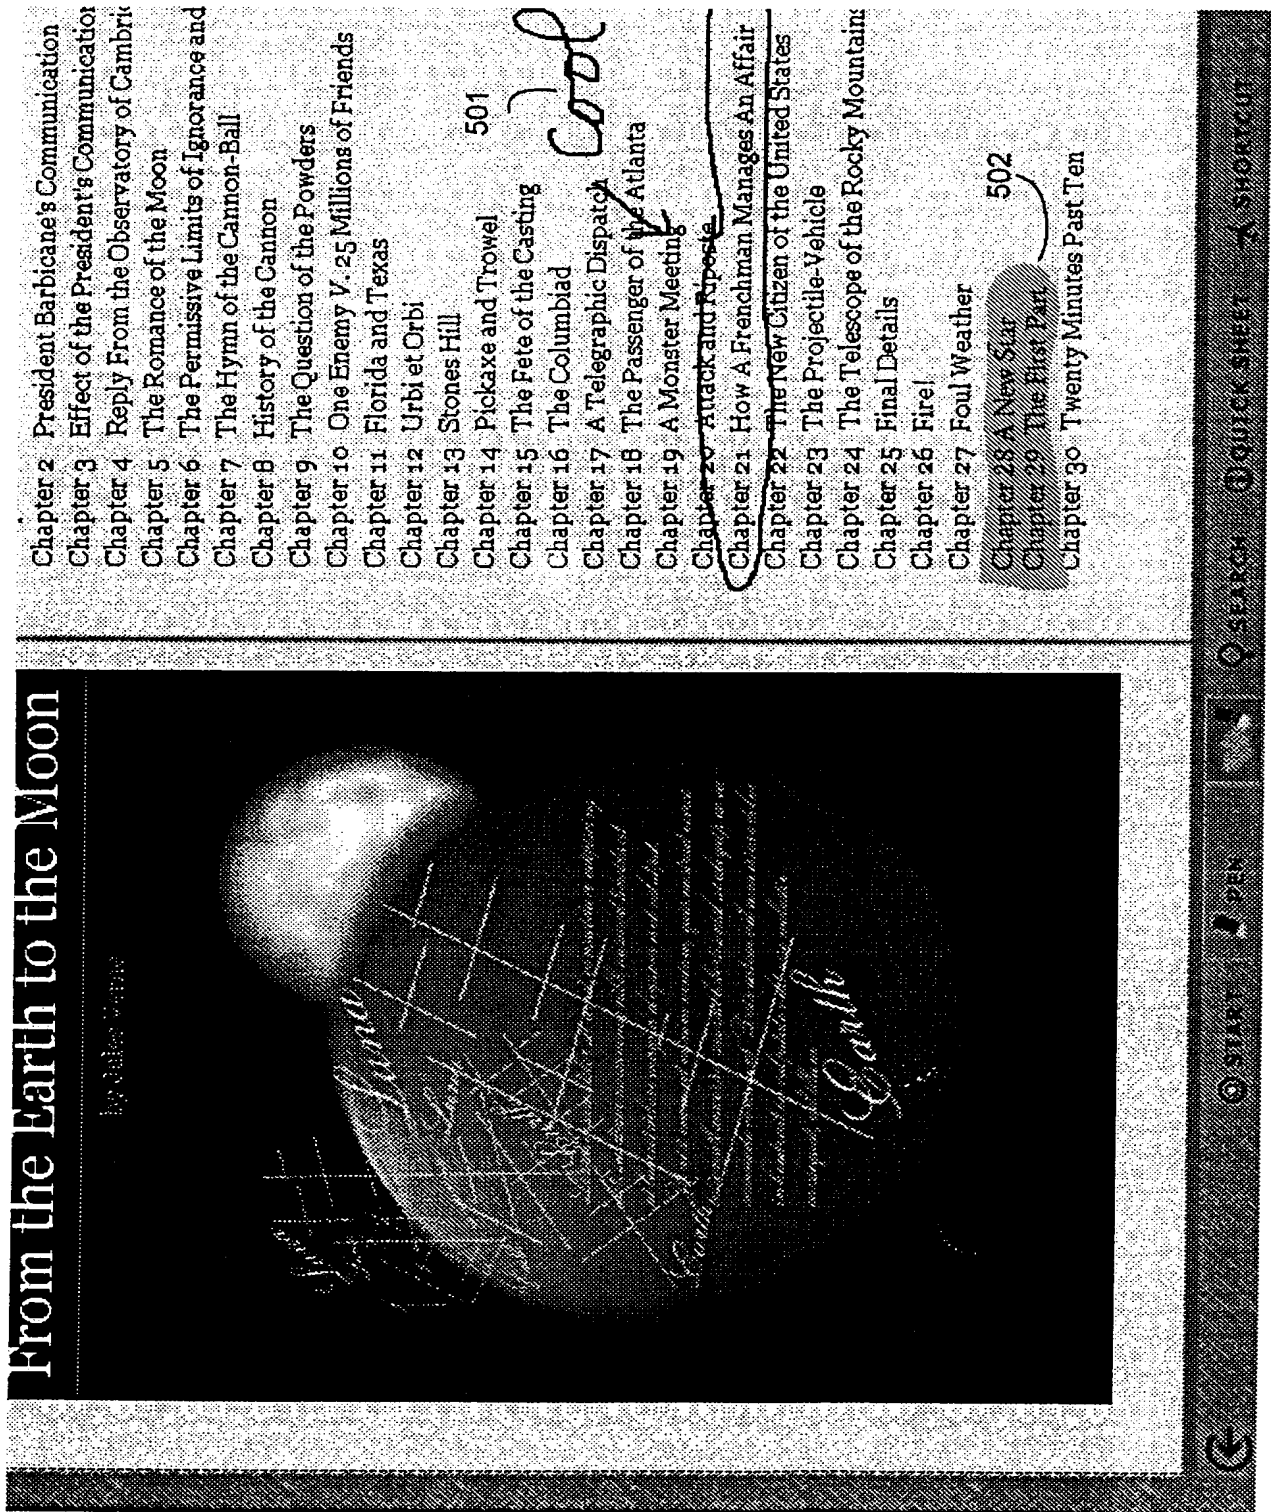 From the Earth to the Moon
by Jules Verne
Luna
Earth
Earth
Chapter 2 President Barbicane's Communication
Chapter 3 Effect of the President's Communication
Chapter 4 Reply From the Observatory of Cambri
Chapter 5 The Romance of the Moon
Chapter 6 The Permissive Limits of Ignorance and
Chapter 7 The Hymn of the Cannon-Ball
Chapter 8 History of the Cannon
Chapter 9 The Question of the Powders
Chapter 10 One Enemy V. 25 Millions of Friends
Chapter 11 Florida and Texas
Chapter 12 Urbi et Orbi
Chapter 13 Stones Hill
Chapter 14 Pickaxe and Trowel
Chapter 15 The Fete of the Casting
Chapter 16 The Columbiad
Chapter 17 A Telegraphic Dispatch
Chapter 18 The Passenger of the Atlanta
Chapter 19 A Monster Meeting
Chapter 20 Attack and Riposte
Chapter 21 How A Frenchman Manages An Affair
Chapter 22 The New Citizen of the United States
Chapter 23 The Projectile-Vehicle
Chapter 24 The Telescope of the Rocky Mountains
Chapter 25 Final Details
Chapter 26 Fire!
Chapter 27 Foul Weather
Chapter 28 A New Star
Chapter 29 The First Part
Chapter 30 Twenty Minutes Past Ten
501
Cool
502
START
PEN
SEARCH
QUICK SHEET
SHORTCUT